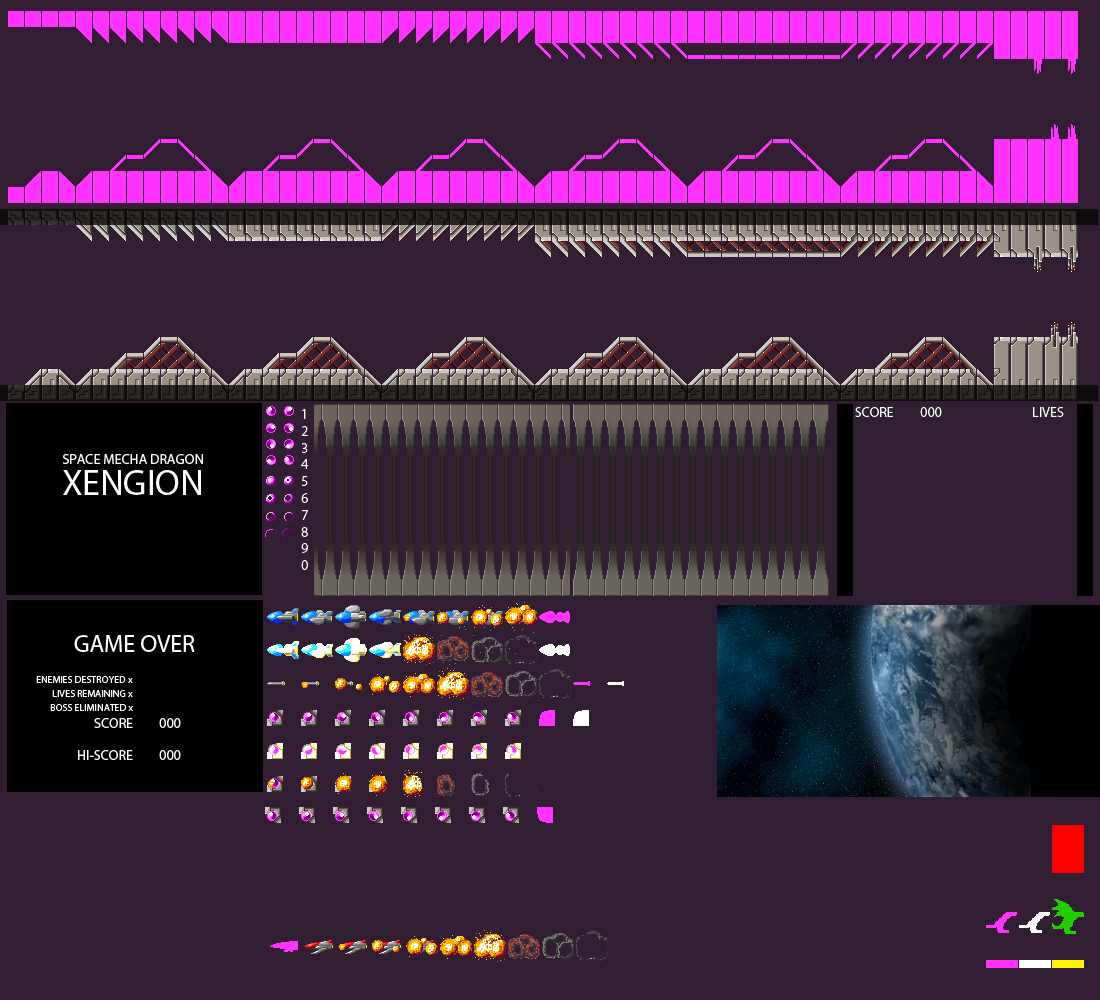 SPACE MECHA DRAGON
XENGION
1
2
3
4
5
6
7
8
9
0
SCORE 000 LIVES
GAME OVER
ENEMIES DESTROYED x
LIVES REMAINING x
BOSS ELIMINATED x
SCORE 000
HI-SCORE 000